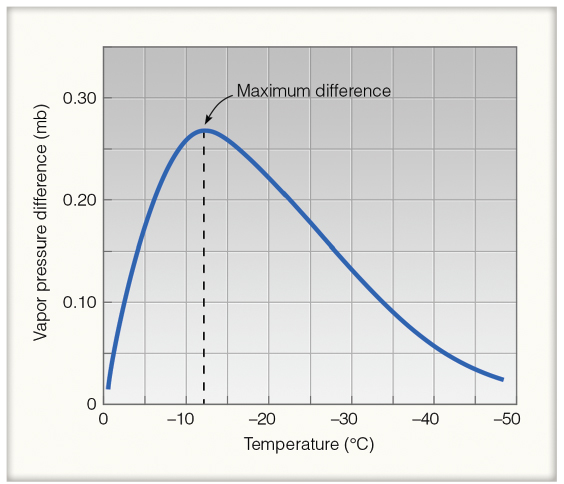 Maximum difference
0.30
0.20
0.10
0
Vapor pressure difference (mb)
0 –10 –20 –30 –40 –50
Temperature (°C)